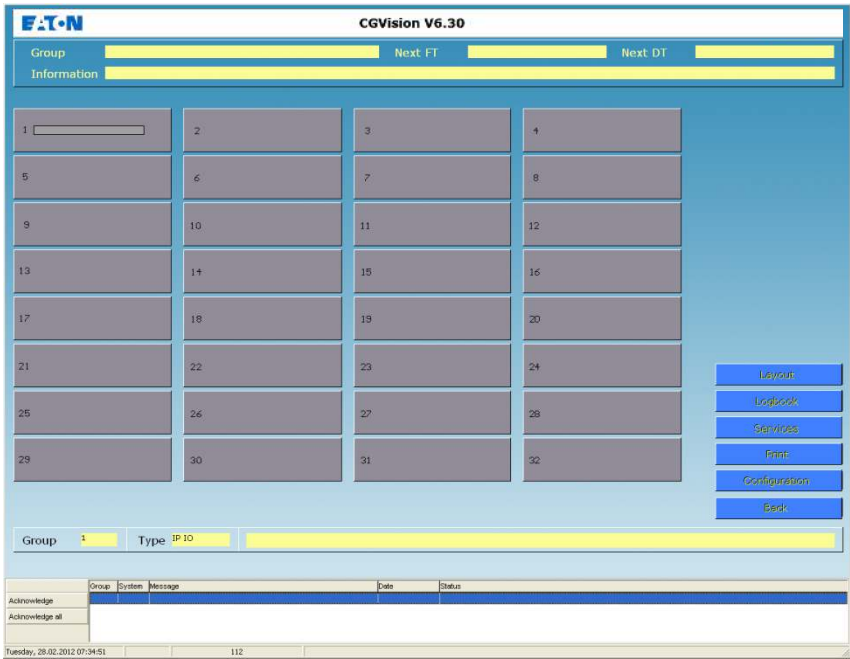 EATON CGVision V6.30
Group Next FT Next DT
Information
1 2 3 4
5 6 7 8
9 10 11 12
13 14 15 16
17 18 19 20
21 22 23 24
25 26 27 28
29 30 31 32
Layout
Logbook
Services
Print
Configuration
Back
Group 1 Type IP IO
Group System Message Date Status
Acknowledge
Acknowledge all
Tuesday, 28.02.2012 07:34:51 112